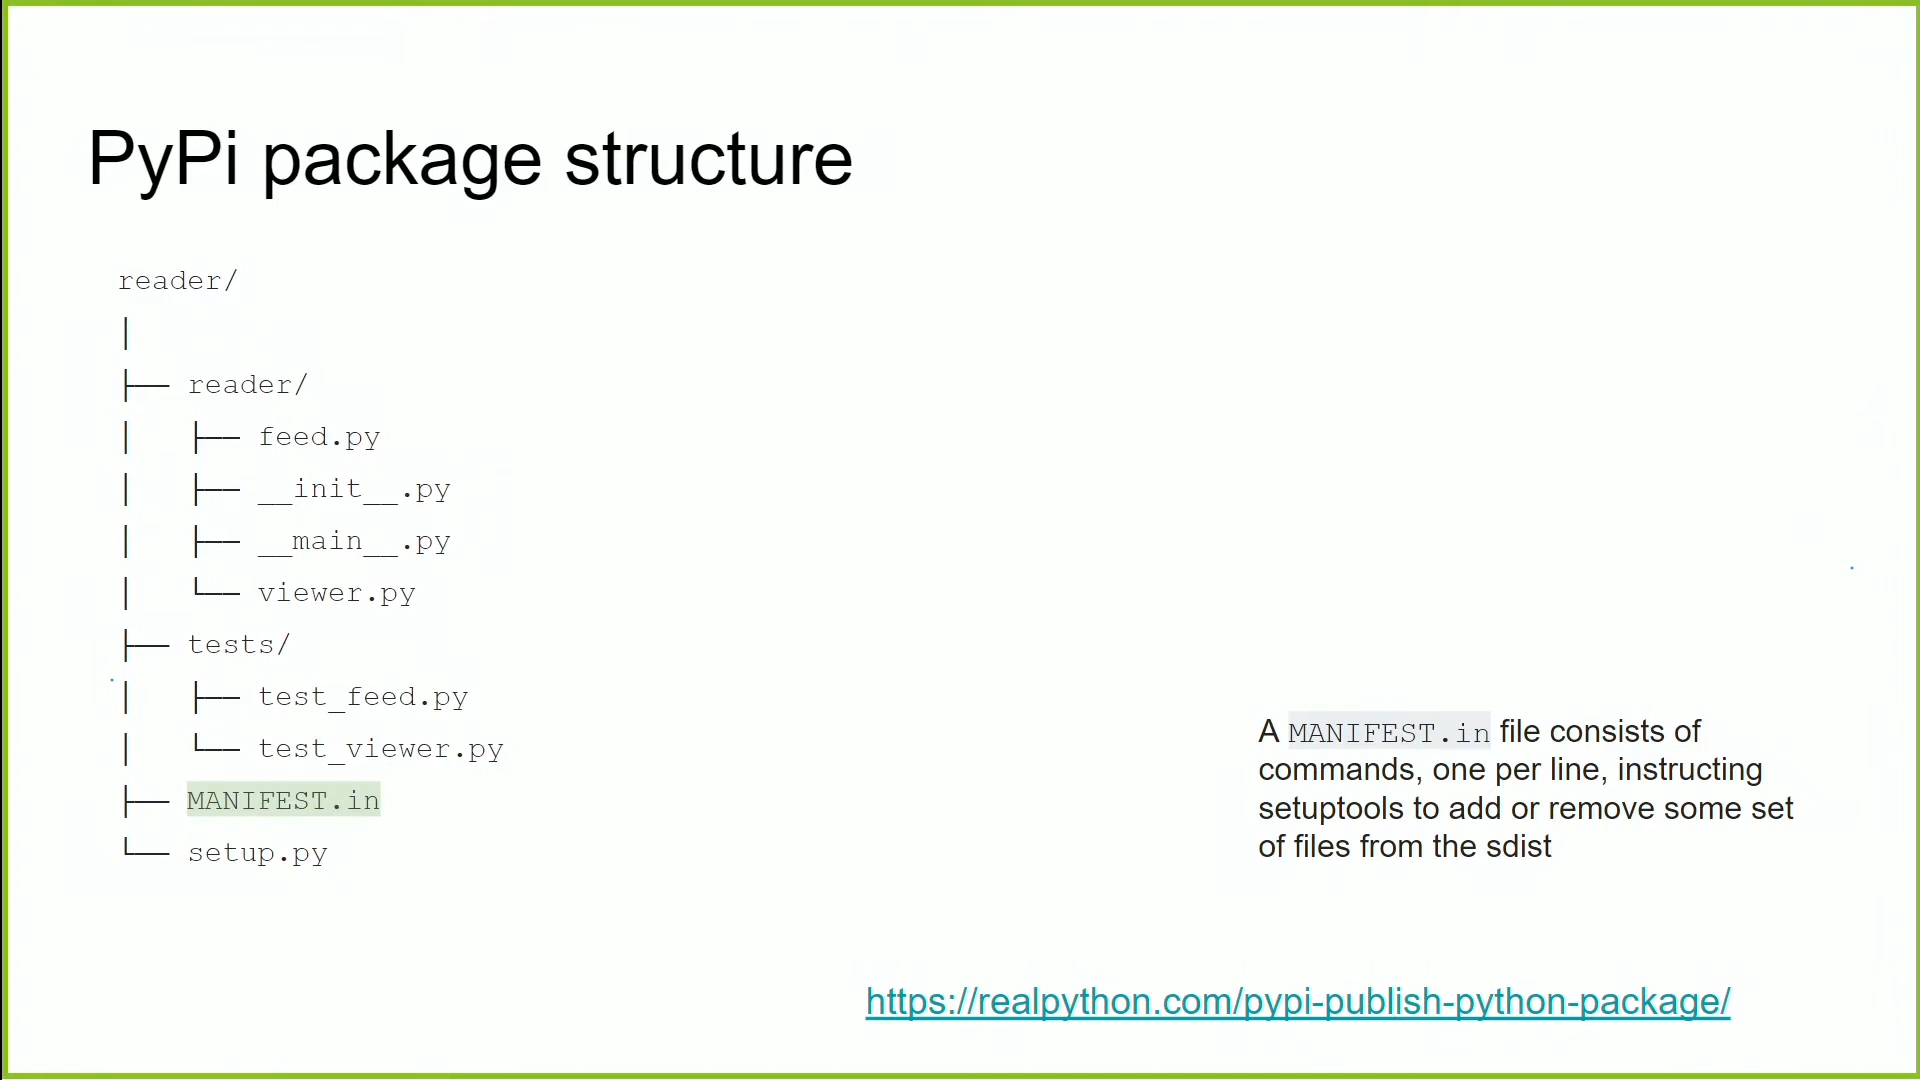 PyPi package structure
reader/
│
├── reader/
│   ├── feed.py
│   ├── __init__.py
│   ├── __main__.py
│   └── viewer.py
├── tests/
│   ├── test_feed.py
│   └── test_viewer.py
├── MANIFEST.in
└── setup.py
A MANIFEST.in file consists of
commands, one per line, instructing
setuptools to add or remove some set
of files from the sdist
https://realpython.com/pypi-publish-python-package/